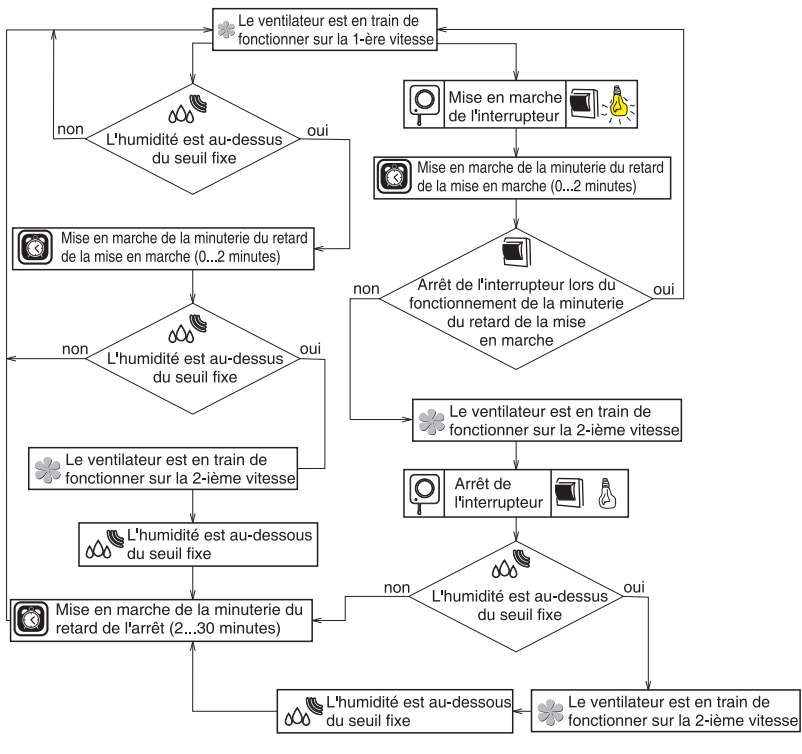 Le ventilateur est en train de
fonctionner sur la 1-ère vitesse
non
L'humidité est au-dessus
du seuil fixe
oui
Mise en marche
de l'interrupteur
Mise en marche de la minuterie du retard
de la mise en marche (0...2 minutes)
Mise en marche de la minuterie du retard
de la mise en marche (0...2 minutes)
non
Arrêt de l'interrupteur lors du
fonctionnement de la minuterie
du retard de la mise
en marche
oui
non
L'humidité est au-dessus
du seuil fixe
oui
Le ventilateur est en train de
fonctionner sur la 2-ième vitesse
Le ventilateur est en train de
fonctionner sur la 2-ième vitesse
Arrêt de
l'interrupteur
L'humidité est au-dessous
du seuil fixe
non
L'humidité est au-dessus
du seuil fixe
oui
Mise en marche de la minuterie du
retard de l'arrêt (2...30 minutes)
L'humidité est au-dessous
du seuil fixe
Le ventilateur est en train de
fonctionner sur la 2-ième vitesse